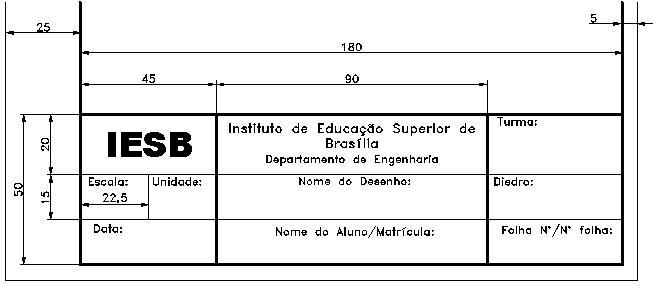 5
25
180
45
90
IESB
Instituto de Educação Superior de
Brasília
Departamento de Engenharia
Turma:
20
50
Escala:
Unidade:
Nome do Desenho:
Diedro:
22,5
15
Data:
Nome do Aluno/Matrícula:
Folha N°/N° folha: